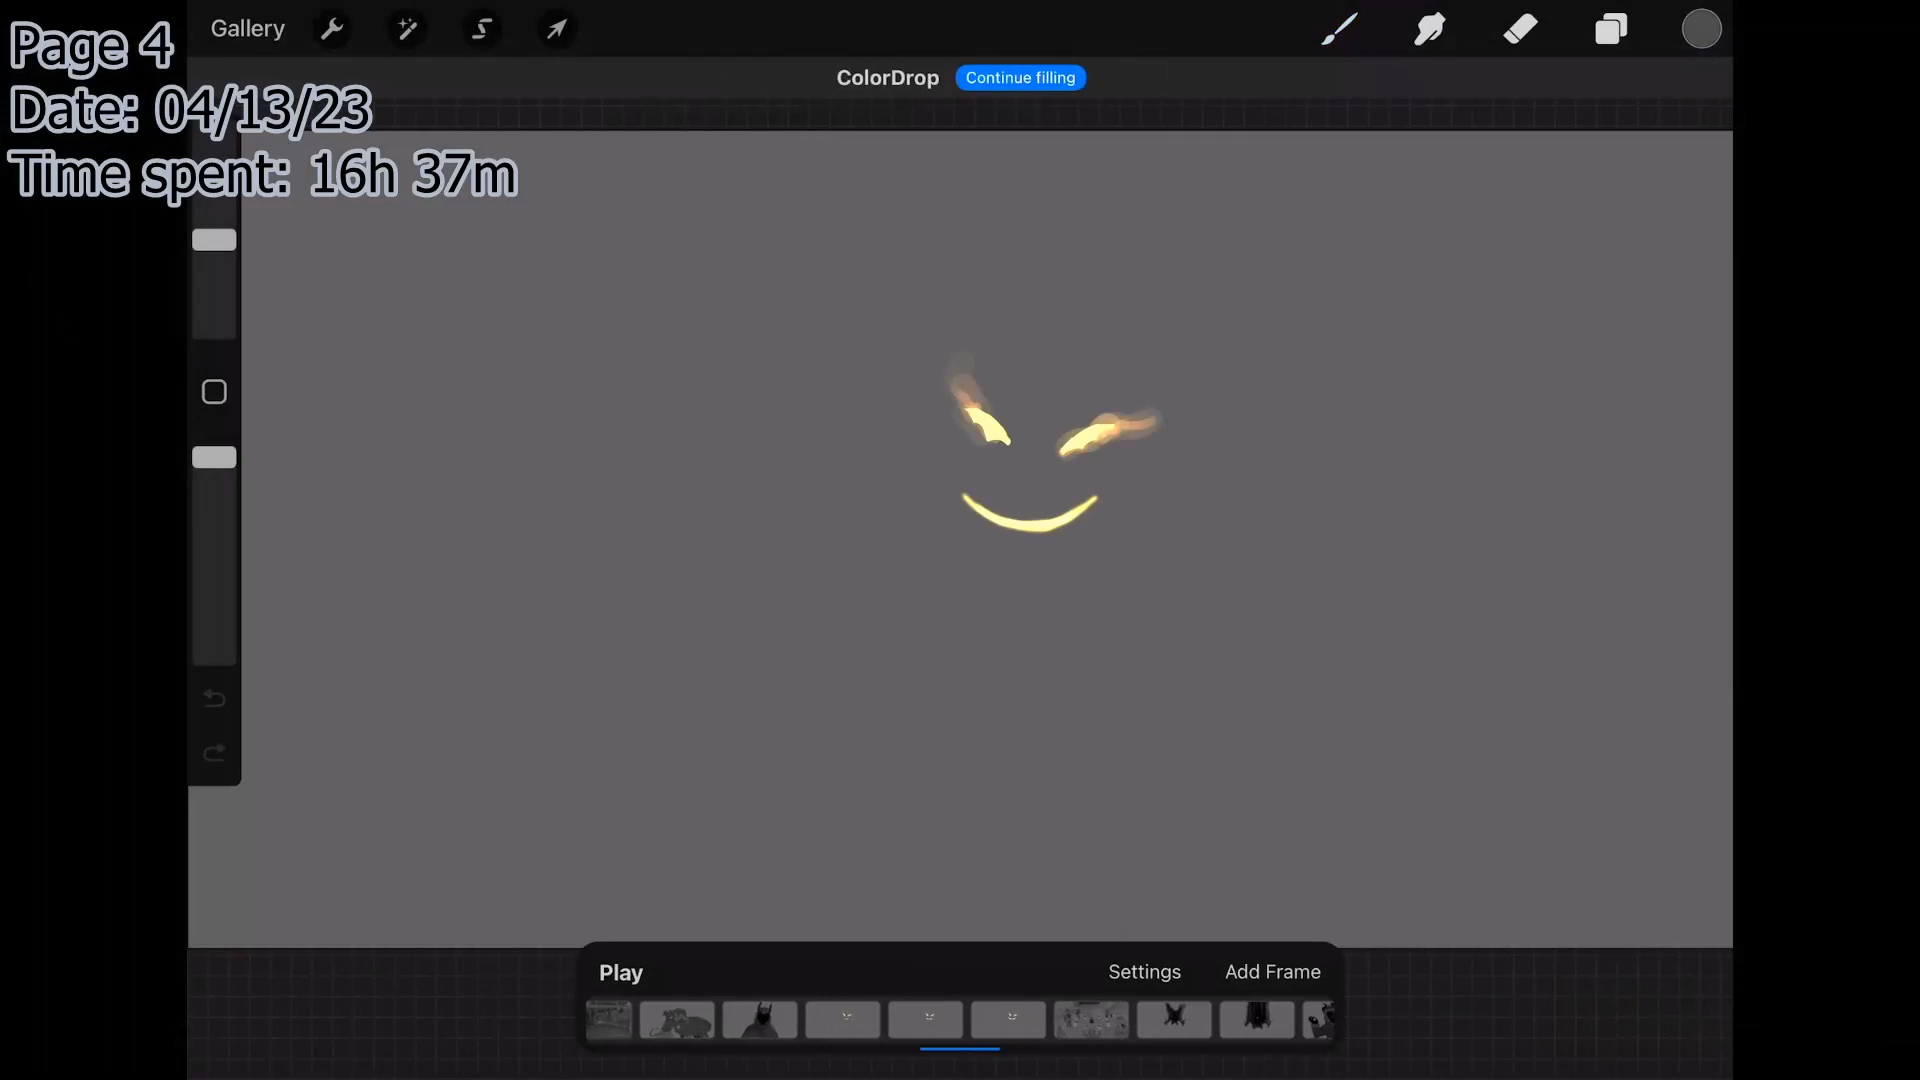 Page 4
Date: 04/13/23
Time spent: 16h 37m
Gallery
ColorDrop
Continue filling
Play
Settings
Add Frame